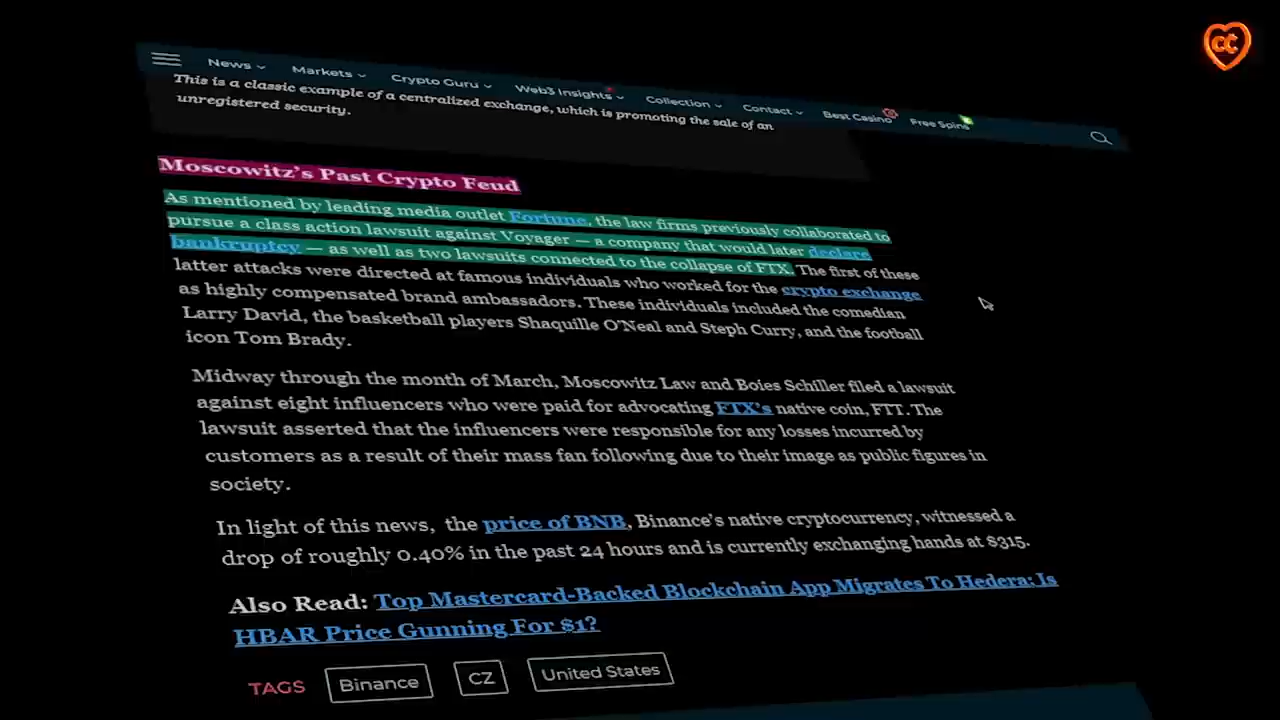 News Markets Crypto Guru Web3 Insights Collection Contact Best Casino Free Spins
This is a classic example of a centralized exchange, which is promoting the sale of an
unregistered security.
Moscowitz's Past Crypto Feud
As mentioned by leading media outlet Fortune, the law firms previously collaborated to
pursue a class action lawsuit against Voyager — a company that would later declare
bankruptcy — as well as two lawsuits connected to the collapse of FTX. The first of these
latter attacks were directed at famous individuals who worked for the crypto exchange
as highly compensated brand ambassadors. These individuals included the comedian
Larry David, the basketball players Shaquille O'Neal and Steph Curry, and the football
icon Tom Brady.
Midway through the month of March, Moscowitz Law and Boies Schiller filed a lawsuit
against eight influencers who were paid for advocating FTX's native coin, FTT. The
lawsuit asserted that the influencers were responsible for any losses incurred by
customers as a result of their mass fan following due to their image as public figures in
society.
In light of this news, the price of BNB, Binance's native cryptocurrency, witnessed a
drop of roughly 0.40% in the past 24 hours and is currently exchanging hands at $315.
Also Read: Top Mastercard-Backed Blockchain App Migrates To Hedera; Is
HBAR Price Gunning For $1?
TAGS Binance CZ United States